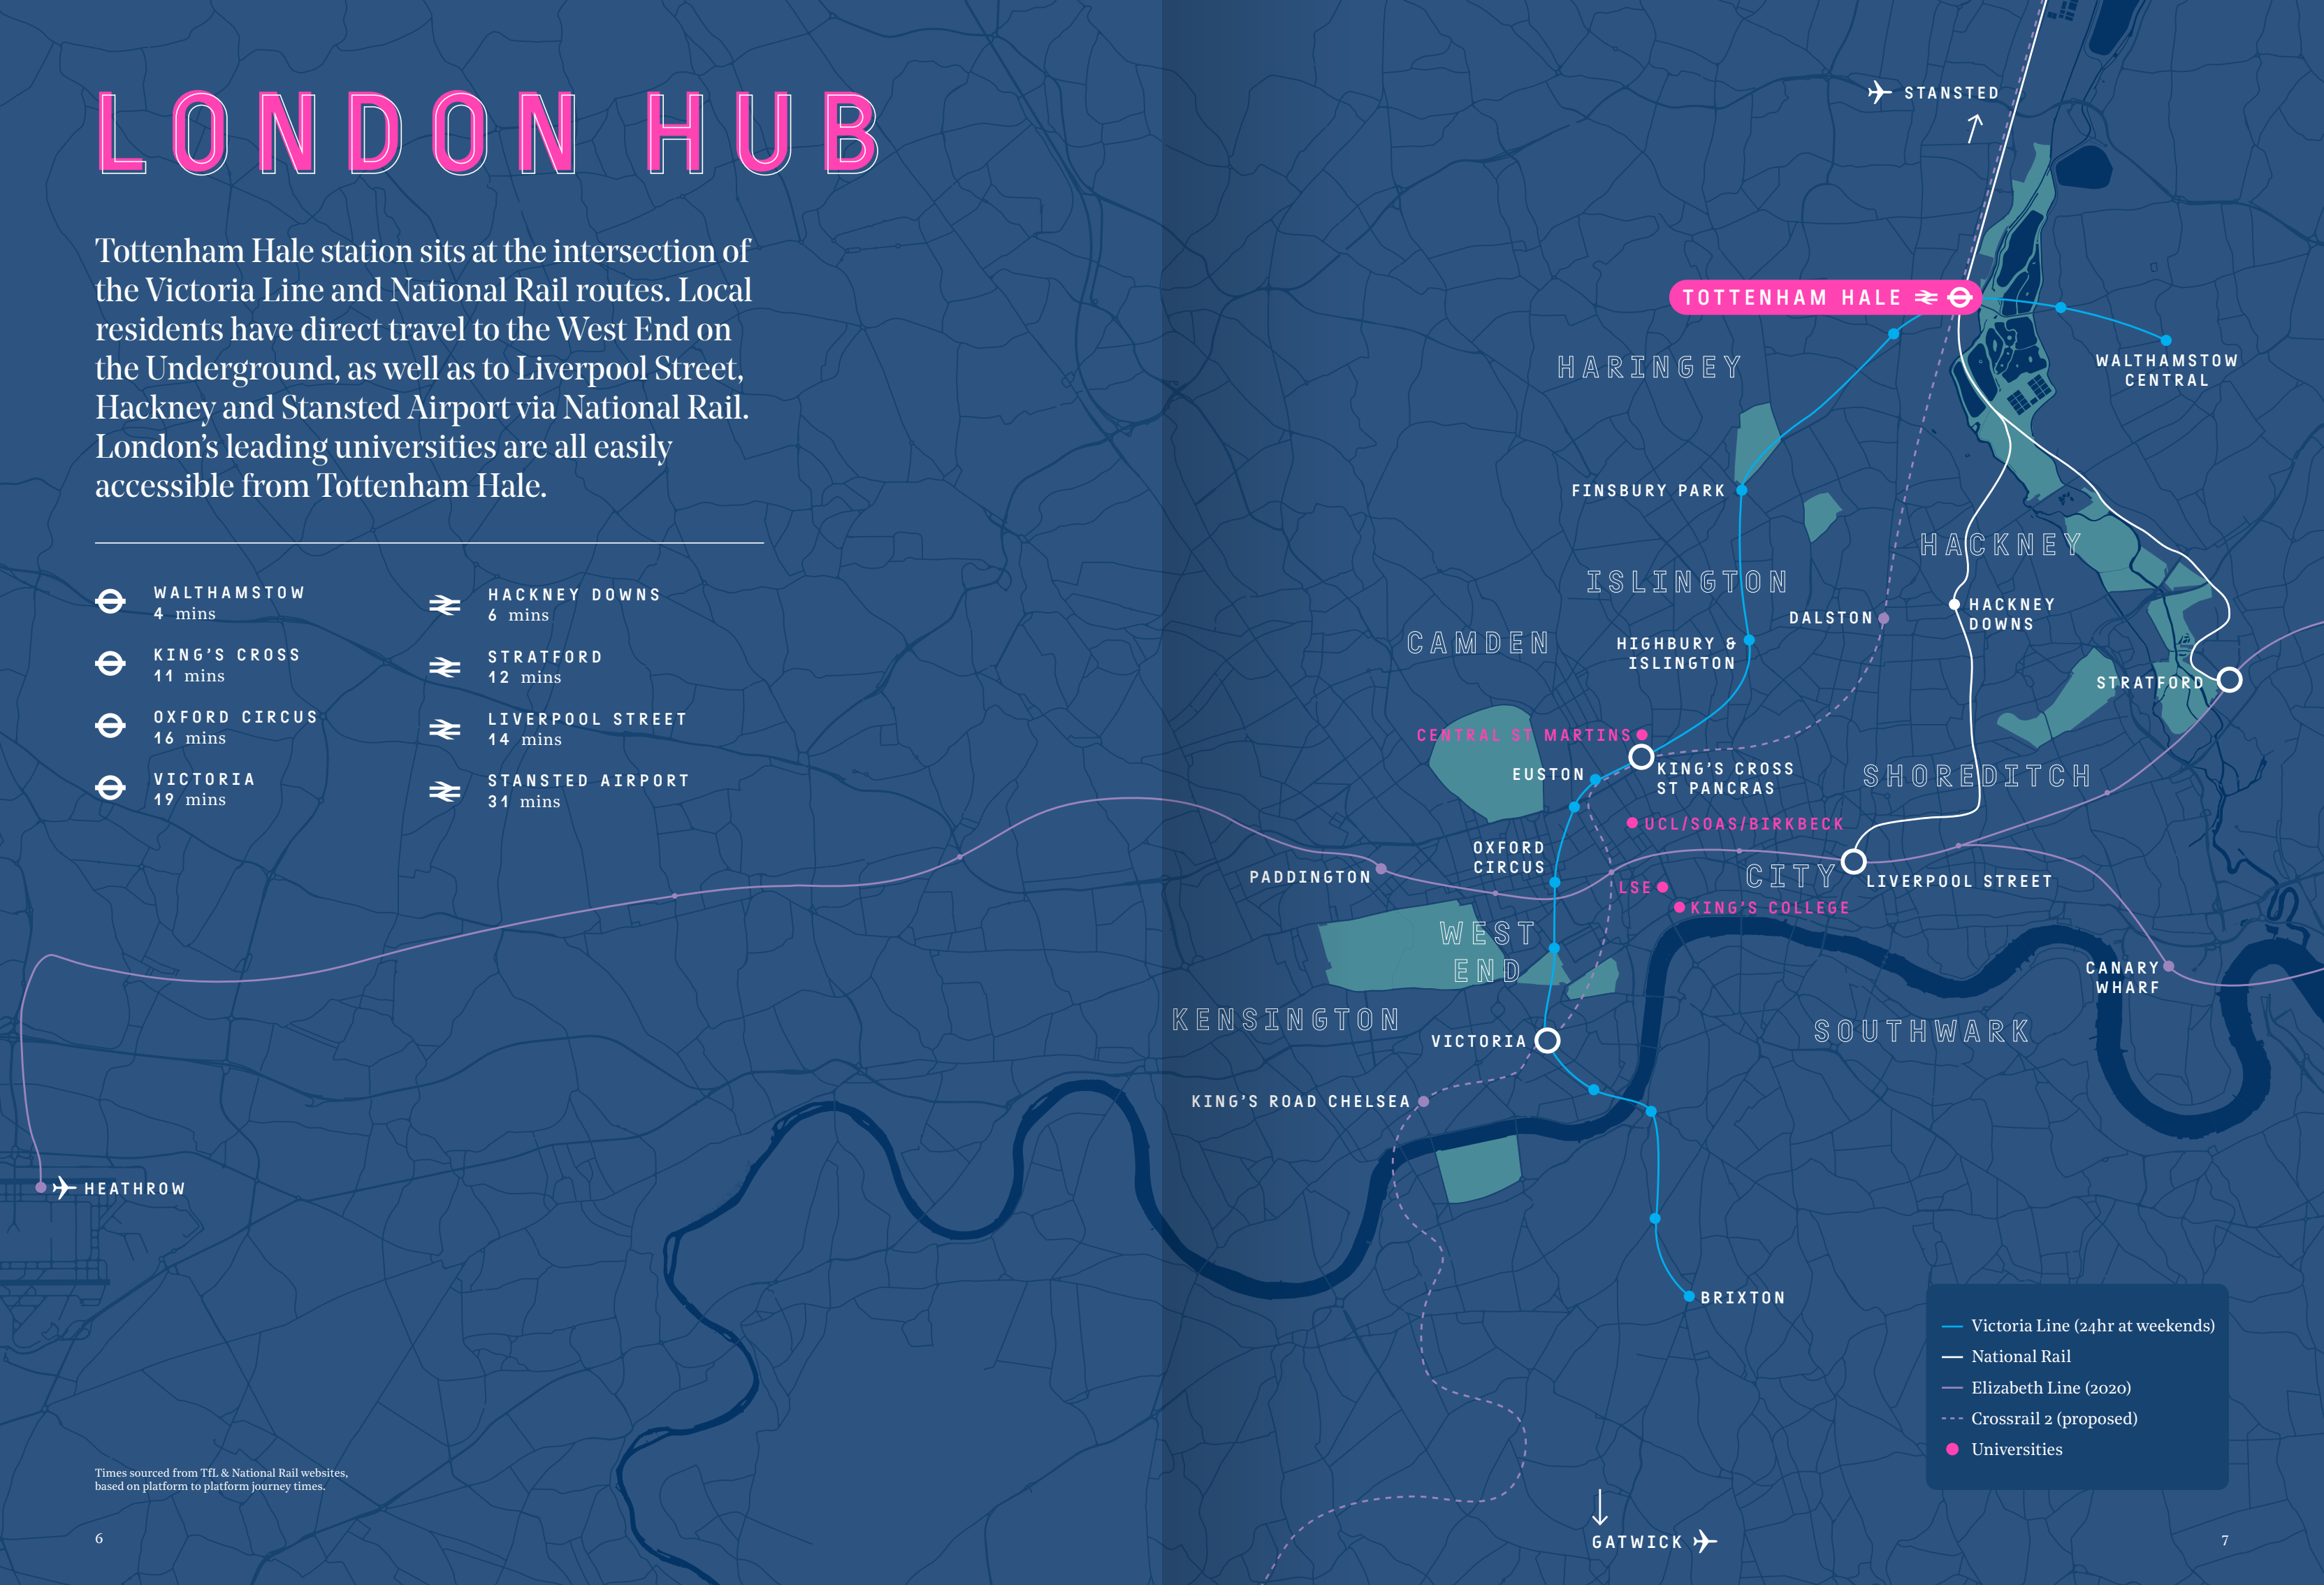 LONDON HUB
Tottenham Hale station sits at the intersection of
the Victoria Line and National Rail routes. Local
residents have direct travel to the West End on
the Underground, as well as to Liverpool Street,
Hackney and Stansted Airport via National Rail.
London's leading universities are all easily
accessible from Tottenham Hale.
WALTHAMSTOW
4 mins
KING'S CROSS
11 mins
OXFORD CIRCUS
16 mins
VICTORIA
19 mins
HACKNEY DOWNS
6 mins
STRATFORD
12 mins
LIVERPOOL STREET
14 mins
STANSTED AIRPORT
31 mins
HEATHROW
Times sourced from TfL & National Rail websites,
based on platform to platform journey times.
6
STANSTED
TOTTENHAM HALE
WALTHAMSTOW
CENTRAL
HARINGEY
FINSBURY PARK
HACKNEY
ISLINGTON
HACKNEY
DOWNS
DALSTON
CAMDEN
HIGHBURY &
ISLINGTON
STRATFORD
CENTRAL ST MARTINS
KING'S CROSS
ST PANCRAS
EUSTON
SHOREDITCH
UCL/SOAS/BIRKBECK
OXFORD
CIRCUS
PADDINGTON
CITY
LIVERPOOL STREET
LSE
KING'S COLLEGE
WEST
END
CANARY
WHARF
KENSINGTON
SOUTHWARK
VICTORIA
KING'S ROAD CHELSEA
BRIXTON
Victoria Line (24hr at weekends)
National Rail
Elizabeth Line (2020)
Crossrail 2 (proposed)
Universities
GATWICK
7